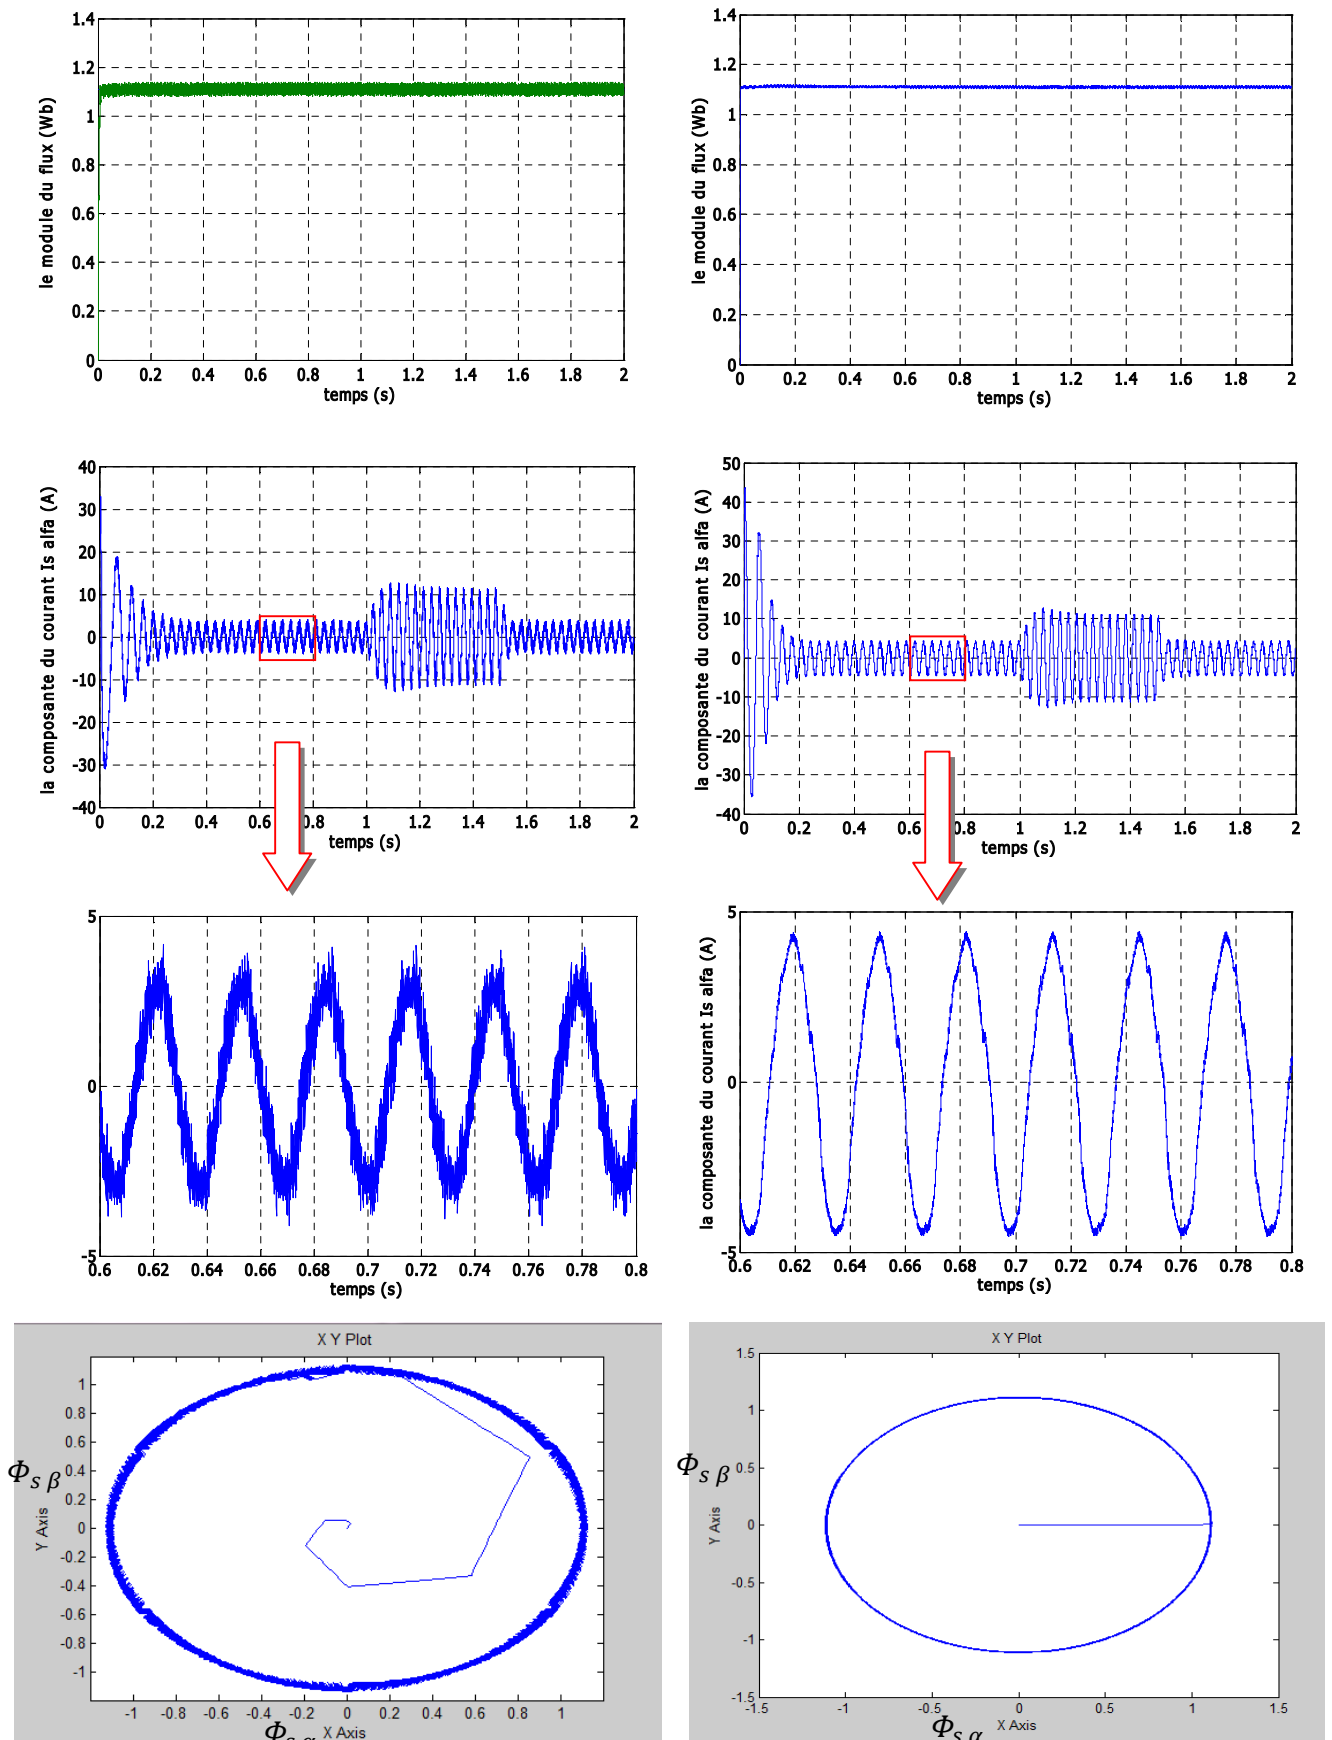 le module du flux (Wb)
1.4
1.2
1
0.8
0.6
0.4
0.2
0
0 0.2 0.4 0.6 0.8 1 1.2 1.4 1.6 1.8 2
temps (s)
le module du flux (Wb)
1.4
1.2
1
0.8
0.6
0.4
0.2
0
0 0.2 0.4 0.6 0.8 1 1.2 1.4 1.6 1.8 2
temps (s)
la composante du courant Is alfa (A)
40
30
20
10
0
-10
-20
-30
-40
0 0.2 0.4 0.6 0.8 1 1.2 1.4 1.6 1.8 2
temps (s)
la composante du courant Is alfa (A)
50
40
30
20
10
0
-10
-20
-30
-40
0 0.2 0.4 0.6 0.8 1 1.2 1.4 1.6 1.8 2
temps (s)
5
0
-5
0.6 0.62 0.64 0.66 0.68 0.7 0.72 0.74 0.76 0.78 0.8
temps (s)
la composante du courant Is alfa (A)
5
0
-5
0.6 0.62 0.64 0.66 0.68 0.7 0.72 0.74 0.76 0.78 0.8
temps (s)
X Y Plot
1
0.8
0.6
0.4
0.2
0
-0.2
-0.4
-0.6
-0.8
-1
Φs β
Y Axis
-1 -0.8 -0.6 -0.4 -0.2 0 0.2 0.4 0.6 0.8 1
Φs α
X Axis
X Y Plot
1.5
1
0.5
0
-0.5
-1
-1.5
Φs β
Y Axis
-1 -0.5 0 0.5 1 1.5
Φs α
X Axis